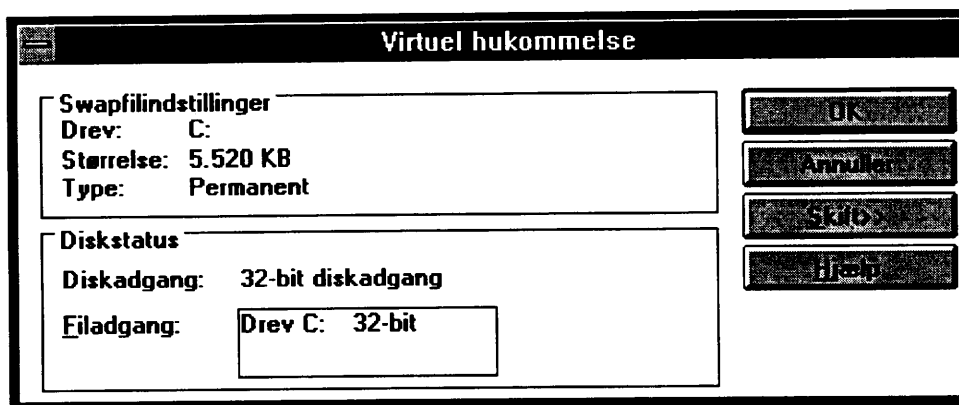 Virtuel hukommelse
Swapfilindstillinger
Drev: C:
Størrelse: 5.520 KB
Type: Permanent
OK
Annuller
Skift>>
Hjælp
Diskstatus
Diskadgang: 32-bit diskadgang
Filadgang: Drev C: 32-bit